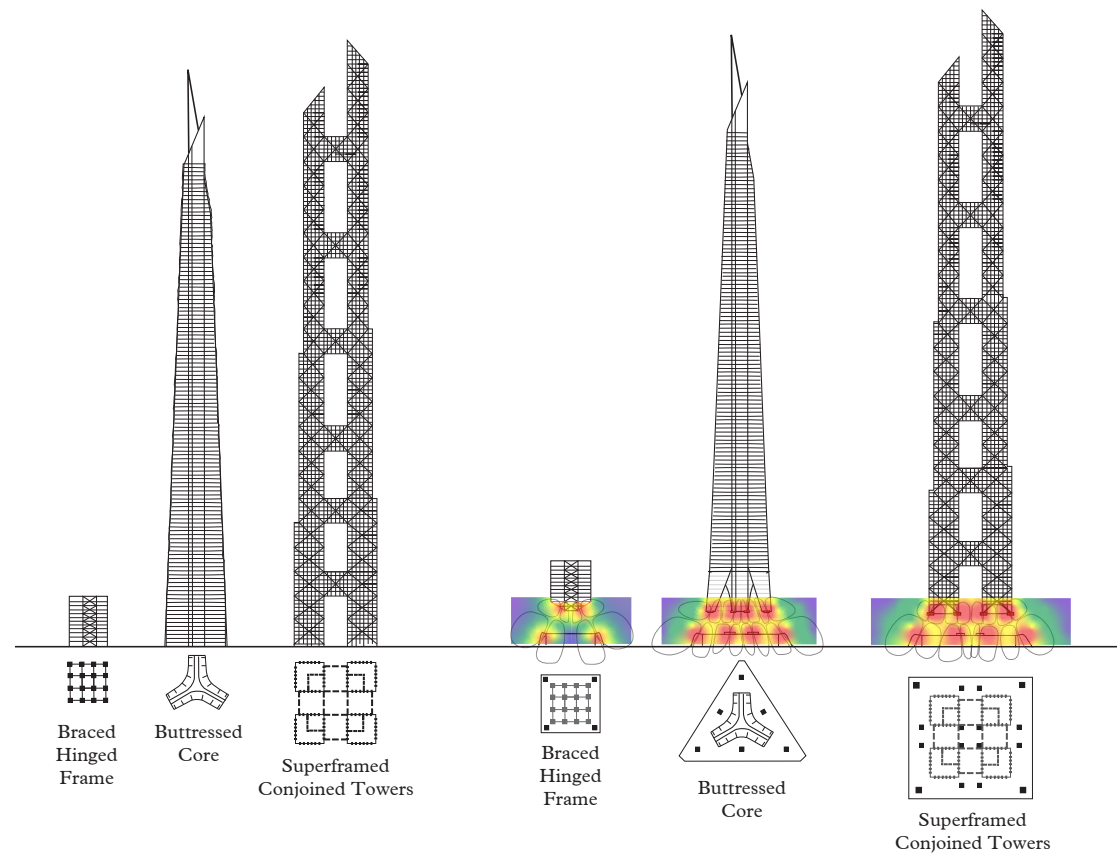 Braced
Hinged
Frame
Buttressed
Core
Superframed
Conjoined Towers
Braced
Hinged
Frame
Buttressed
Core
Superframed
Conjoined Towers